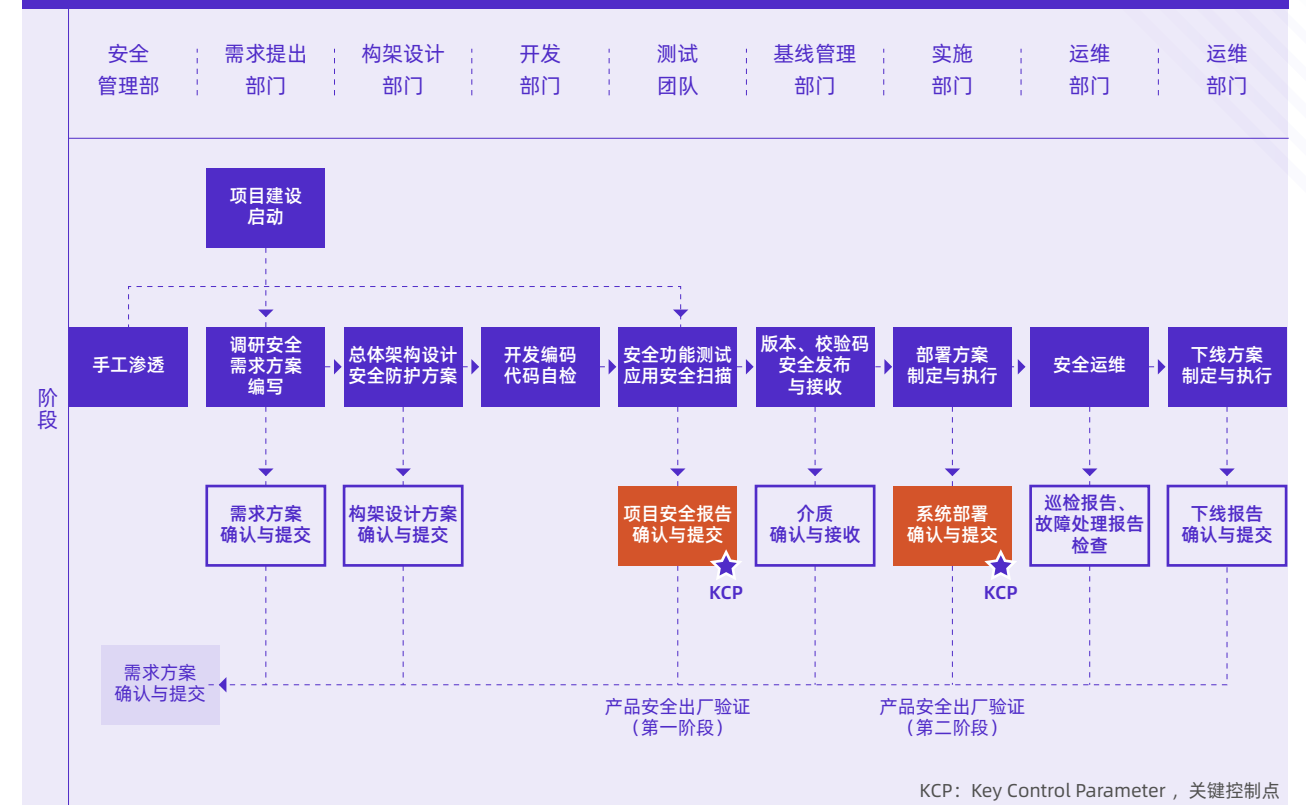 安全
管理部
需求提出
部门
构架设计
部门
开发
部门
测试
团队
基线管理
部门
实施
部门
运维
部门
运维
部门
阶
段
项目建设
启动
手工渗透
调研安全
需求方案
编写
总体架构设计
安全防护方案
开发编码
代码自检
安全功能测试
应用安全扫描
版本、校验码
安全发布
与接收
部署方案
制定与执行
安全运维
下线方案
制定与执行
需求方案
确认与提交
构架设计方案
确认与提交
项目安全报告
确认与提交
KCP
介质
确认与接收
系统部署
确认与提交
KCP
巡检报告、
故障处理报告
检查
下线报告
确认与提交
需求方案
确认与提交
产品安全出厂验证
（第一阶段）
产品安全出厂验证
（第二阶段）
KCP：Key Control Parameter ，关键控制点